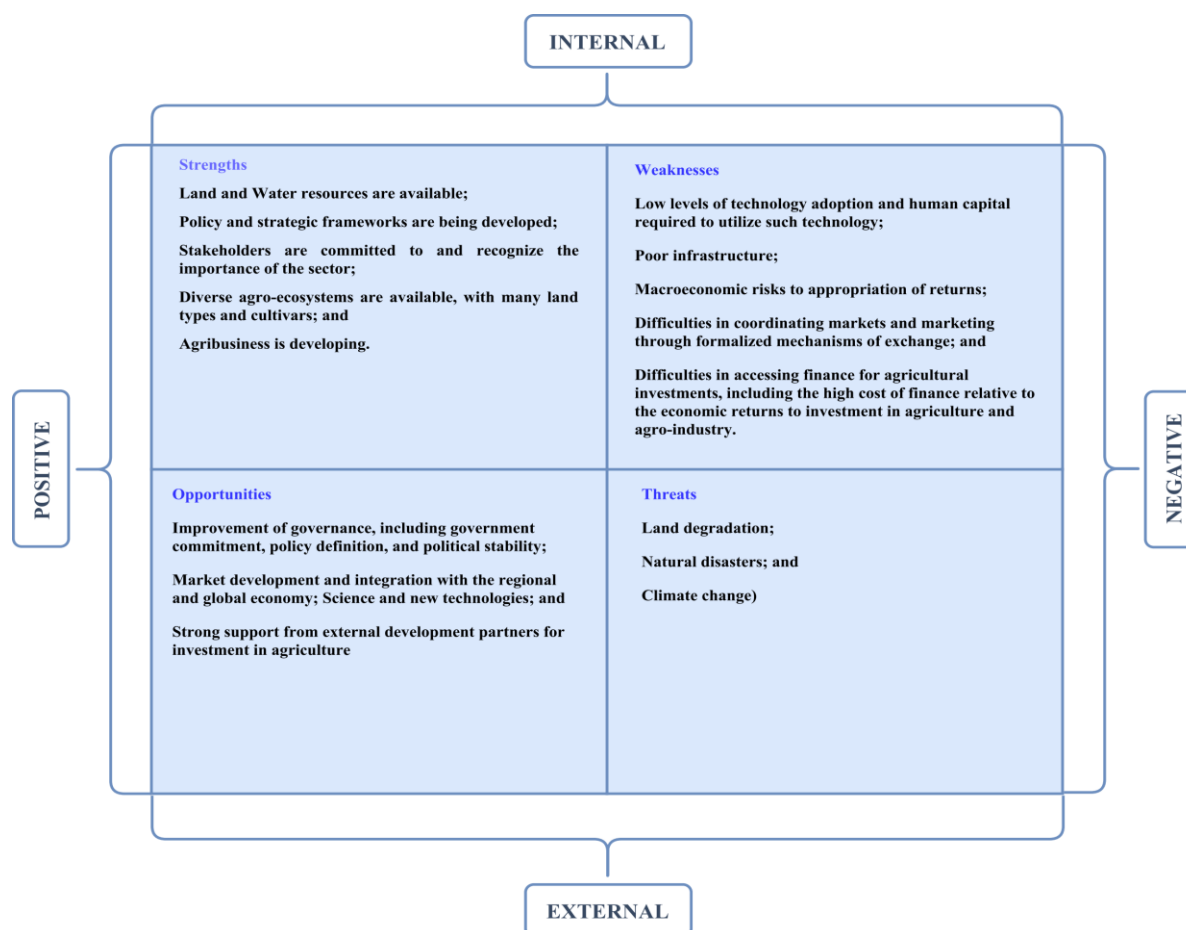 INTERNAL
Strengths
Land and Water resources are available;
Policy and strategic frameworks are being developed;
Stakeholders are committed to and recognize the
importance of the sector;
Diverse agro-ecosystems are available, with many land
types and cultivars; and
Agribusiness is developing.
Weaknesses
Low levels of technology adoption and human capital
required to utilize such technology;
Poor infrastructure;
Macroeconomic risks to appropriation of returns;
Difficulties in coordinating markets and marketing
through formalized mechanisms of exchange; and
Difficulties in accessing finance for agricultural
investments, including the high cost of finance relative to
the economic returns to investment in agriculture and
agro-industry.
POSITIVE
NEGATIVE
Opportunities
Improvement of governance, including government
commitment, policy definition, and political stability;
Market development and integration with the regional
and global economy; Science and new technologies; and
Strong support from external development partners for
investment in agriculture
Threats
Land degradation;
Natural disasters; and
Climate change)
EXTERNAL